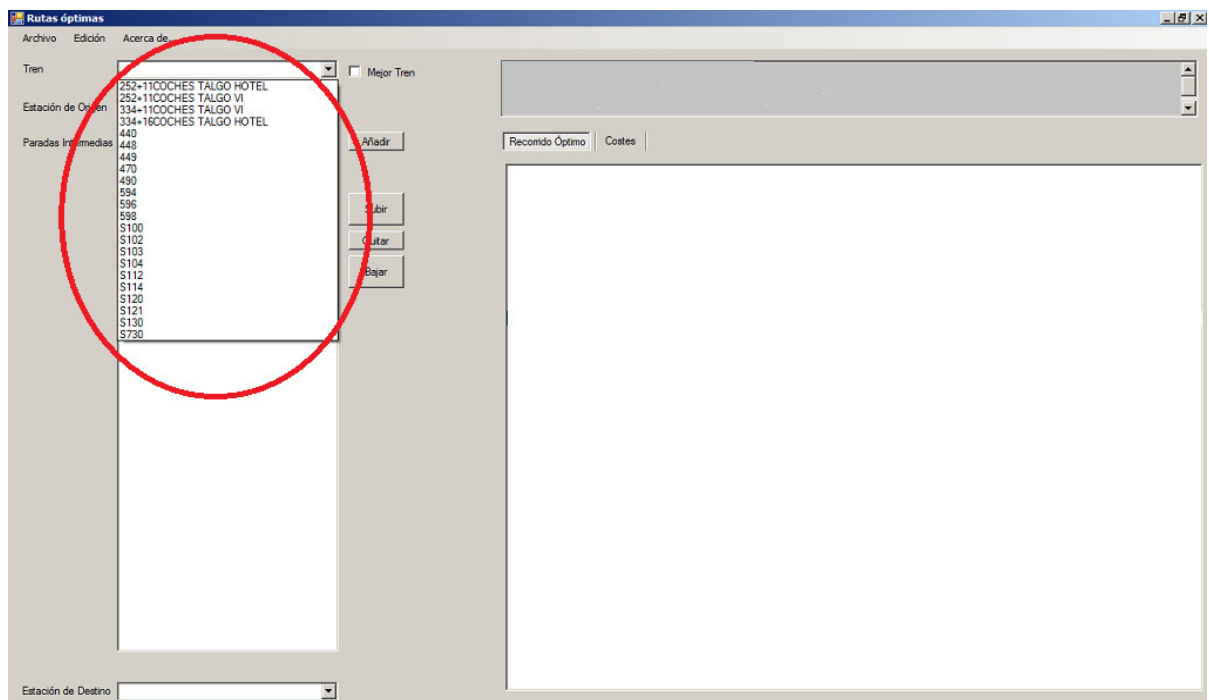 Rutas óptimas
Archivo Edición Acerca de...
Tren
Mejor Tren
252+11COCHES TALGO HOTEL
252+11COCHES TALGO VI
334+11COCHES TALGO VI
334+16COCHES TALGO HOTEL
440
448
449
470
490
594
596
598
S100
S102
S103
S104
S112
S114
S120
S121
S130
S730
Estación de Origen
Paradas Intermedias
Añadir
Subir
Quitar
Bajar
Recorrido Óptimo Costes
Estación de Destino